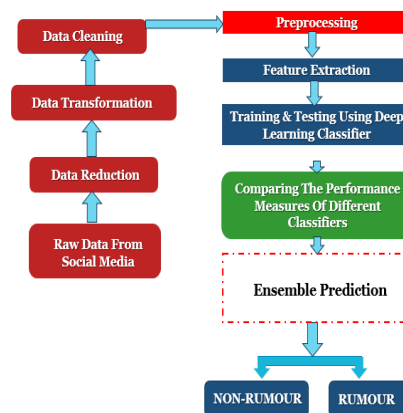 Data Cleaning
Data Transformation
Data Reduction
Raw Data From
Social Media
Preprocessing
Feature Extraction
Training & Testing Using Deep
Learning Classifier
Comparing The Performance
Measures Of Different
Classifiers
Ensemble Prediction
NON-RUMOUR
RUMOUR